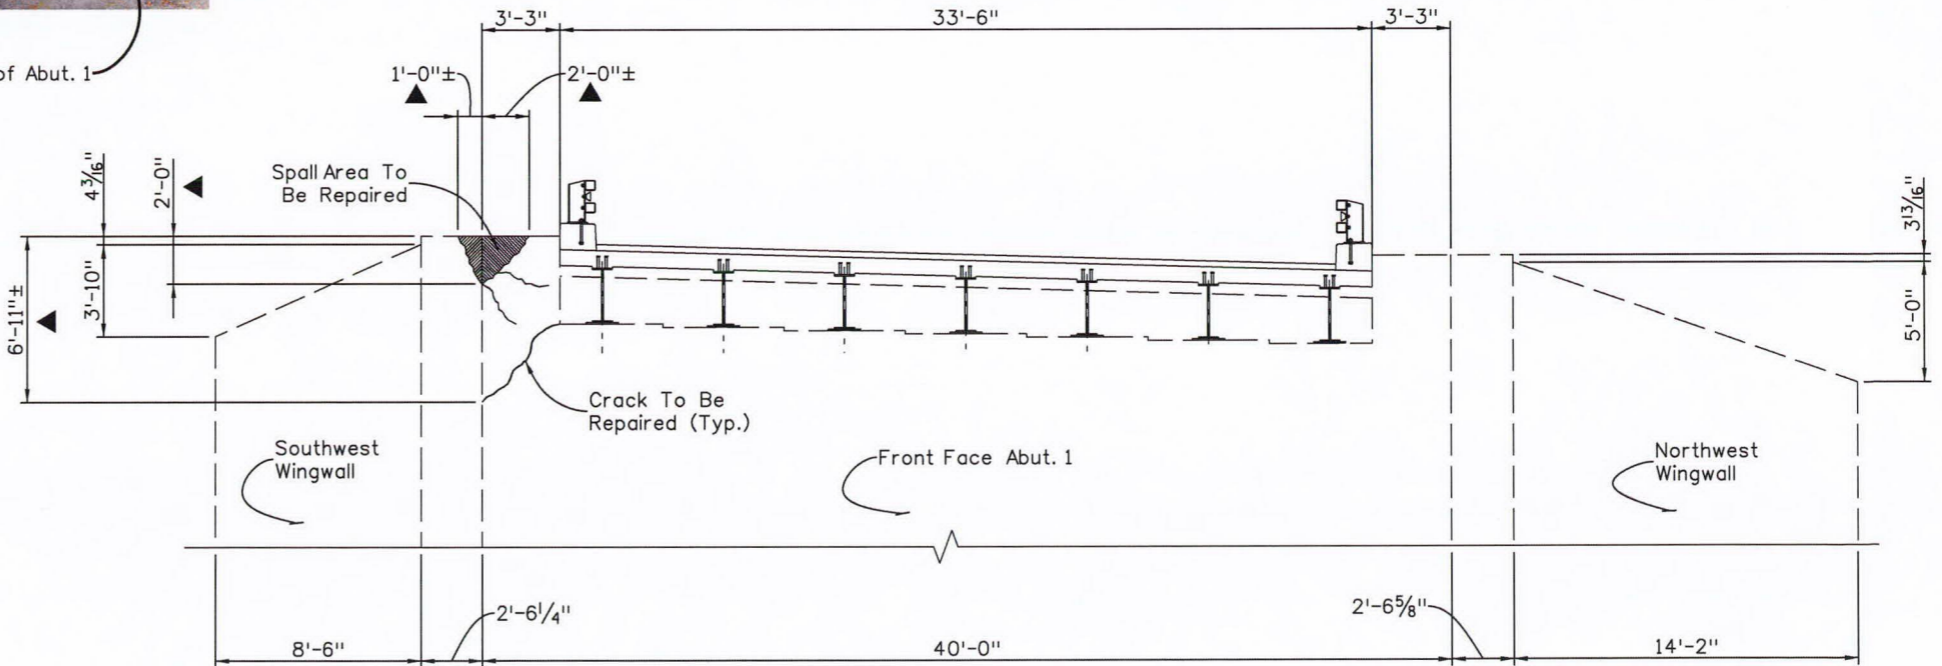 3'-3"
33'-6"
3'-3"
of Abut. 1
1'-0"±
2'-0"±
4 3/16"
2'-0"
Spall Area To
Be Repaired
3 13/16"
6'-11"±
3'-10"
5'-0"
Crack To Be
Repaired (Typ.)
Southwest
Wingwall
Front Face Abut. 1
Northwest
Wingwall
2'-6 1/4"
2'-6 5/8"
8'-6"
40'-0"
14'-2"